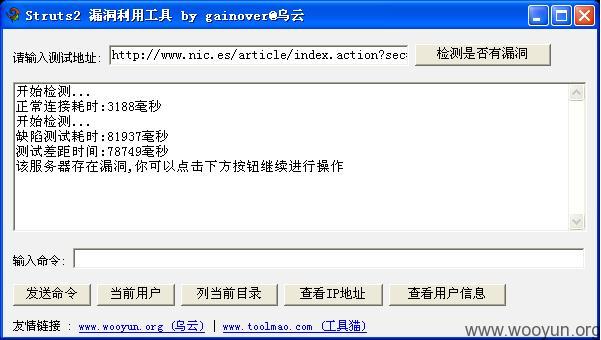 Struts2 漏洞利用工具 by gainover@乌云
请输入测试地址: http://www.nic.es/article/index.action?sec 检测是否有漏洞
开始检测...
正常连接耗时:3188毫秒
开始检测...
缺陷测试耗时:81937毫秒
测试差距时间:78749毫秒
该服务器存在漏洞,你可以点击下方按钮继续进行操作
输入命令:
发送命令 当前用户 列当前目录 查看IP地址 查看用户信息
友情链接 : www.wooyun.org (乌云) | www.toolmao.com (工具猫)
www.wooyun.org